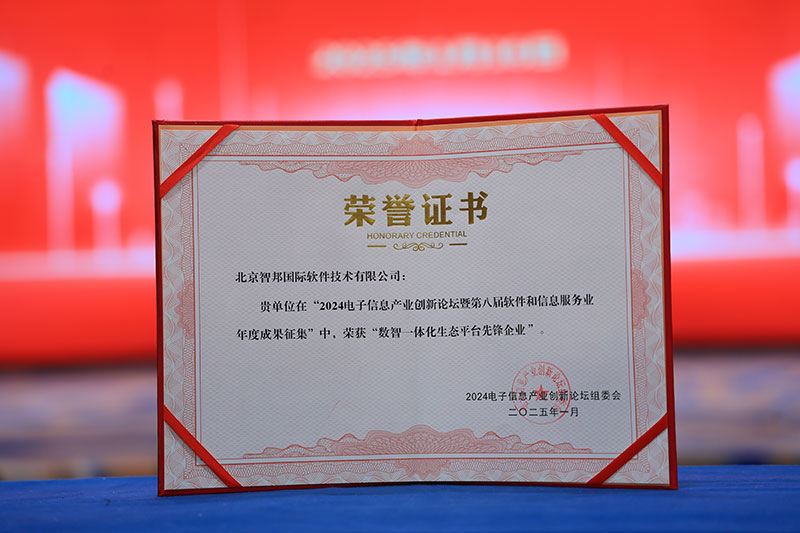 荣誉证书
HONORARY CREDENTIAL
北京智邦国际软件技术有限公司：
贵单位在“2024电子信息产业创新论坛暨第八届软件和信息服务业
年度成果征集”中，荣获“数智一体化生态平台先锋企业”。
2024电子信息产业创新论坛组委会
二〇二五年一月